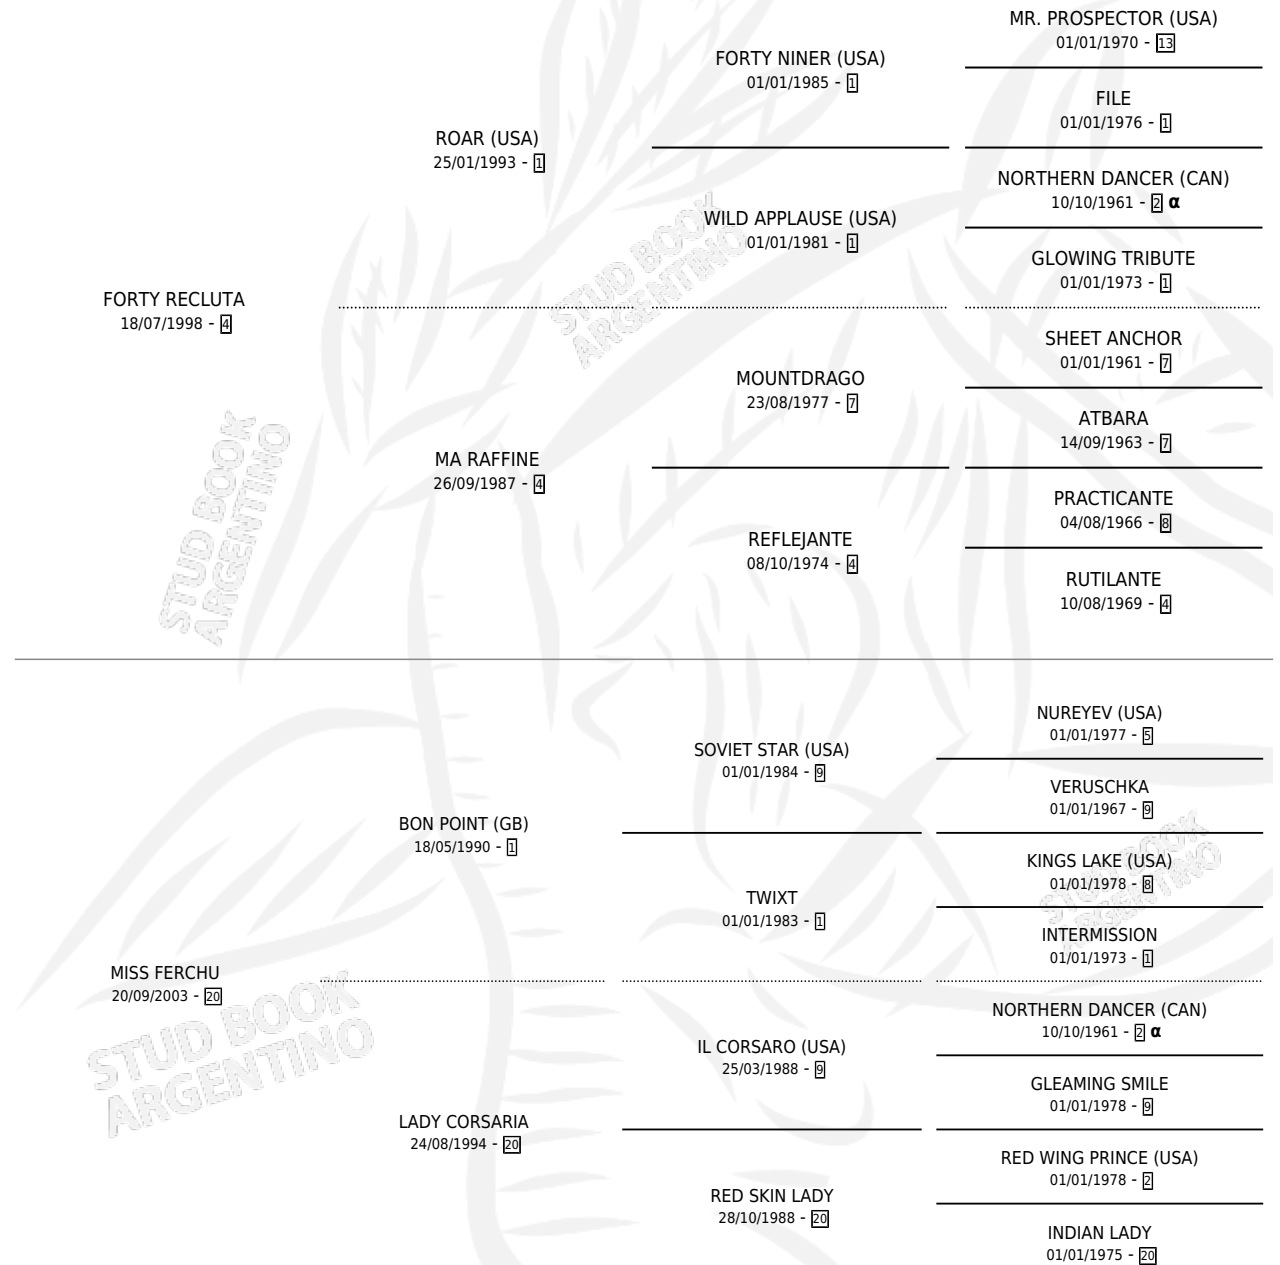 MR. PROSPECTOR (USA)
01/01/1970 - 13
FORTY NINER (USA)
01/01/1985 - 1
FILE
01/01/1976 - 1
ROAR (USA)
25/01/1993 - 1
NORTHERN DANCER (CAN)
10/10/1961 - 2 α
WILD APPLAUSE (USA)
01/01/1981 - 1
GLOWING TRIBUTE
01/01/1973 - 1
FORTY RECLUTA
18/07/1998 - 4
STUD BOOK
ARGENTINO
SHEET ANCHOR
01/01/1961 - 7
MOUNTDRAGO
23/08/1977 - 7
ATBARA
14/09/1963 - 7
MA RAFFINE
26/09/1987 - 4
PRACTICANTE
04/08/1966 - 8
REFLEJANTE
08/10/1974 - 4
RUTILANTE
10/08/1969 - 4
STUD BOOK
ARGENTINO
NUREYEV (USA)
01/01/1977 - 5
SOVIET STAR (USA)
01/01/1984 - 9
VERUSCHKA
01/01/1967 - 9
BON POINT (GB)
18/05/1990 - 1
KINGS LAKE (USA)
01/01/1978 - 8
TWIXT
01/01/1983 - 1
INTERMISSION
01/01/1973 - 1
STUD BOOK
ARGENTINO
MISS FERCHU
20/09/2003 - 20
NORTHERN DANCER (CAN)
10/10/1961 - 2 α
IL CORSARO (USA)
25/03/1988 - 9
GLEAMING SMILE
01/01/1978 - 9
LADY CORSARIA
24/08/1994 - 20
RED WING PRINCE (USA)
01/01/1978 - 2
RED SKIN LADY
28/10/1988 - 20
INDIAN LADY
01/01/1975 - 20
STUD BOOK
ARGENTINO